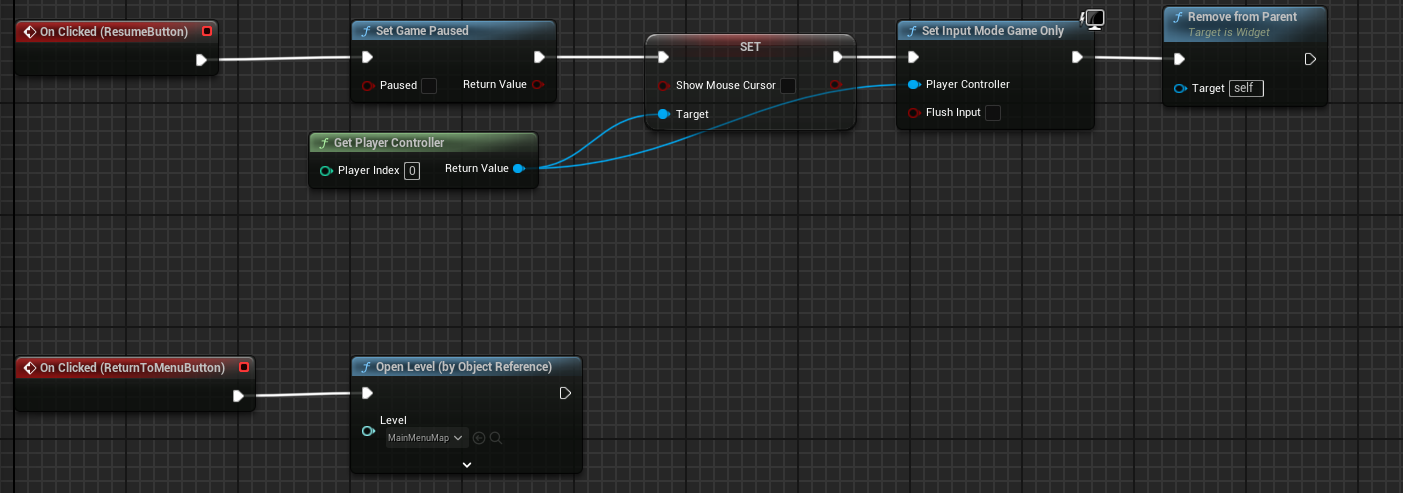 On Clicked (ResumeButton)
Set Game Paused
Paused
Return Value
SET
Show Mouse Cursor
Target
Set Input Mode Game Only
Player Controller
Flush Input
Remove from Parent
Target is Widget
Target self
Get Player Controller
Player Index 0
Return Value
On Clicked (ReturnToMenuButton)
Open Level (by Object Reference)
Level
MainMenuMap